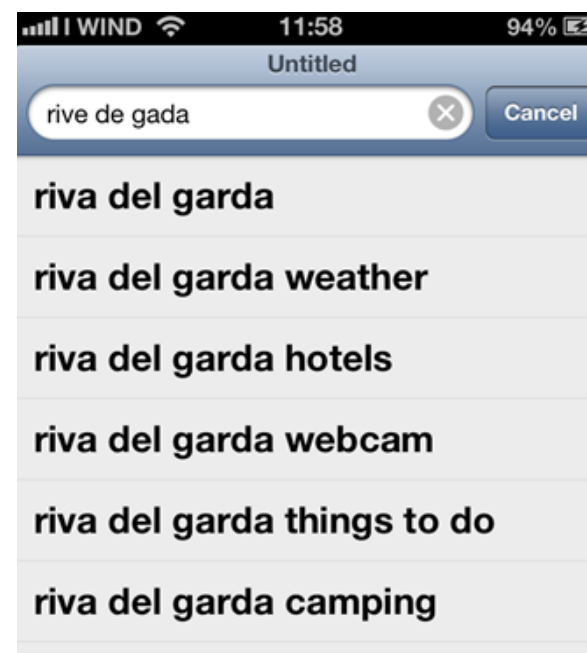 I WIND 11:58 94%
Untitled
rive de gada Cancel
riva del garda
riva del garda weather
riva del garda hotels
riva del garda webcam
riva del garda things to do
riva del garda camping